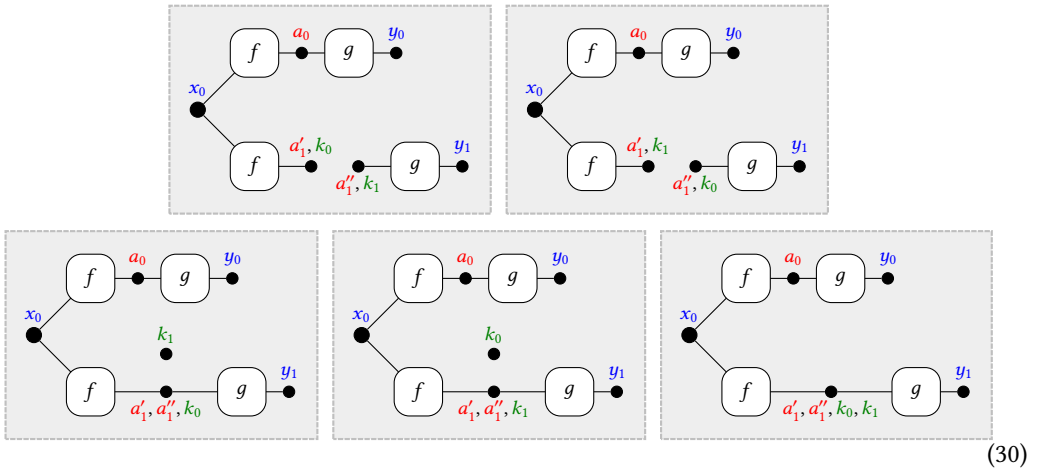 a₀ y₀ a₀ y₀
f g f g
x₀ x₀
a′₁, k₀ y₁ a′₁, k₁ y₁
f g f g
a″₁, k₁ a″₁, k₀
a₀ y₀ a₀ y₀ a₀ y₀
f g f g f g
x₀ x₀ x₀
k₁ k₀
y₁ y₁ y₁
f g f g f g
a′₁, a″₁, k₀ a′₁, a″₁, k₁ a′₁, a″₁, k₀, k₁
(30)